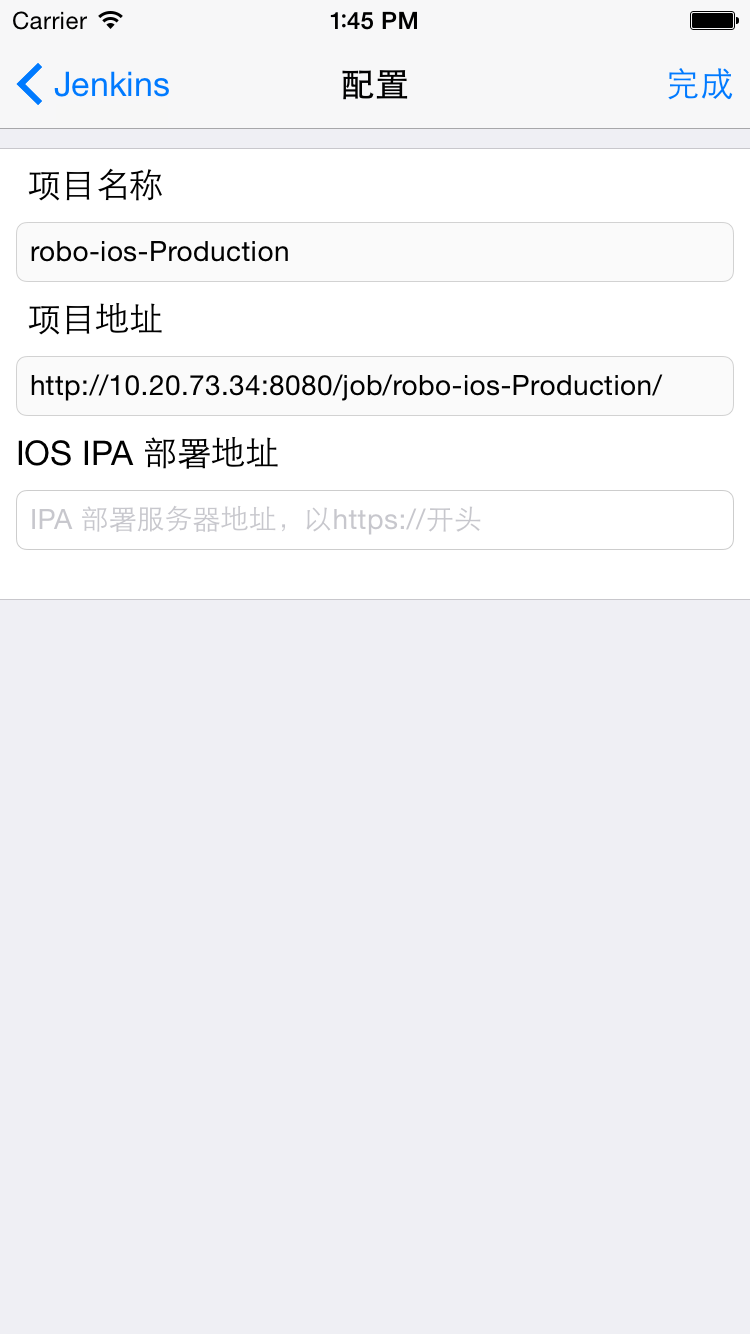 Carrier 1:45 PM
Jenkins 配置 完成
项目名称
robo-ios-Production
项目地址
http://10.20.73.34:8080/job/robo-ios-Production/
IOS IPA 部署地址
IPA 部署服务器地址，以https://开头